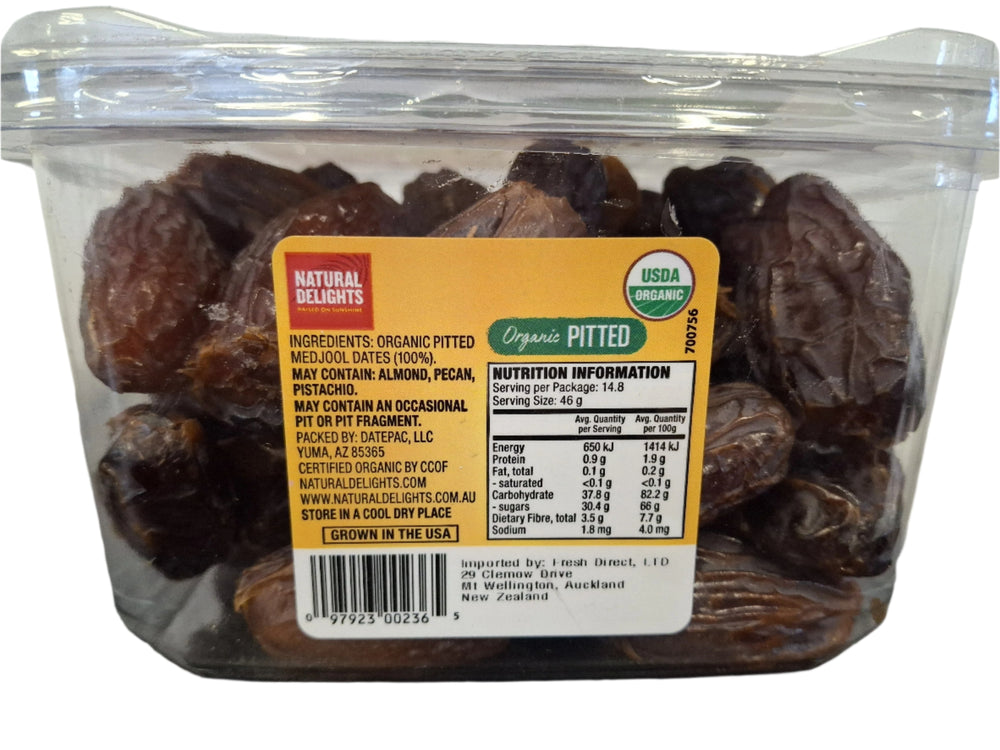 NATURAL
DELIGHTS
RAISED ON SUNSHINE
USDA
ORGANIC
700756
Organic PITTED
INGREDIENTS: ORGANIC PITTED
MEDJOOL DATES (100%).
MAY CONTAIN: ALMOND, PECAN,
PISTACHIO.
MAY CONTAIN AN OCCASIONAL
PIT OR PIT FRAGMENT.
PACKED BY: DATEPAC, LLC
YUMA, AZ 85365
CERTIFIED ORGANIC BY CCOF
NATURALDELIGHTS.COM
WWW.NATURALDELIGHTS.COM.AU
STORE IN A COOL DRY PLACE
GROWN IN THE USA
NUTRITION INFORMATION
Serving per Package: 14.8
Serving Size: 46 g
Avg. Quantity Avg. Quantity
per Serving per 100g
Energy 650 kJ 1414 kJ
Protein 0.9 g 1.9 g
Fat, total 0.1 g 0.2 g
- saturated <0.1 g <0.1 g
Carbohydrate 37.8 g 82.2 g
- sugars 30.4 g 66 g
Dietary Fibre, total 3.5 g 7.7 g
Sodium 1.8 mg 4.0 mg
0 97923 00236 5
Imported by: Fresh Direct, LTD
29 Clemow Drive
Mt Wellington, Auckland
New Zealand